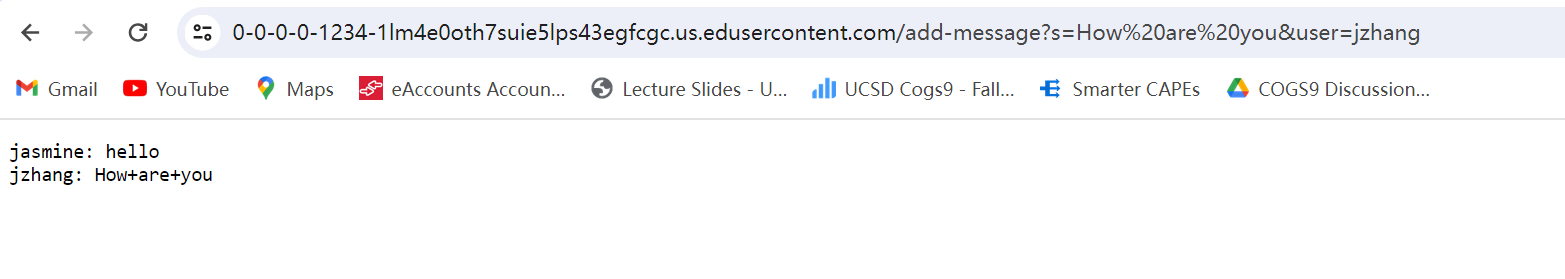 0-0-0-0-1234-1lm4e0oth7suie5lps43egfcgc.us.edusercontent.com/add-message?s=How%20are%20you&user=jzhang
Gmail YouTube Maps eAccounts Accoun... Lecture Slides - U... UCSD Cogs9 - Fall... Smarter CAPEs COGS9 Discussion...
jasmine: hello
jzhang: How+are+you